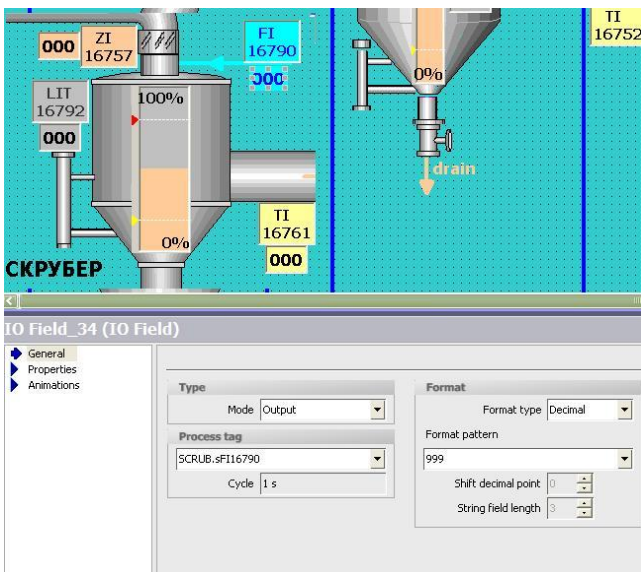 ZI
16757
000
FI
16790
000
TI
16752
LIT
16792
000
100%
0%
0%
drain
TI
16761
000
СКРУБЕР
IO Field_34 (IO Field)
General
Properties
Animations
Type
Mode Output
Process tag
SCRUB.sFI16790
Cycle 1 s
Format
Format type Decimal
Format pattern
999
Shift decimal point 0
String field length 3